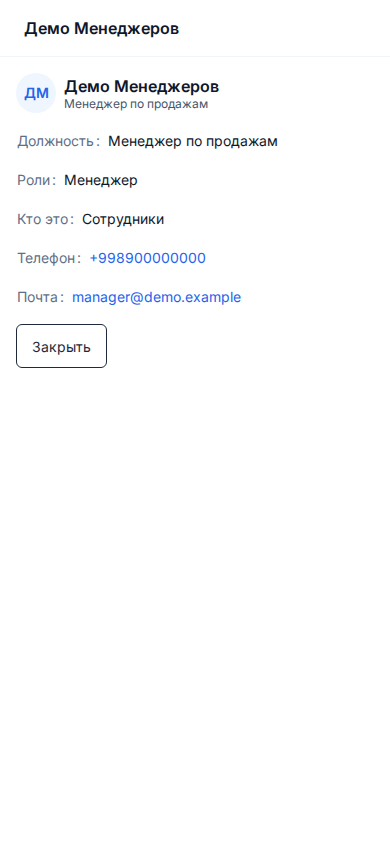 Демо Менеджеров
ДМ
Демо Менеджеров
Менеджер по продажам
Должность: Менеджер по продажам
Роли: Менеджер
Кто это: Сотрудники
Телефон: +998900000000
Почта: manager@demo.example
Закрыть